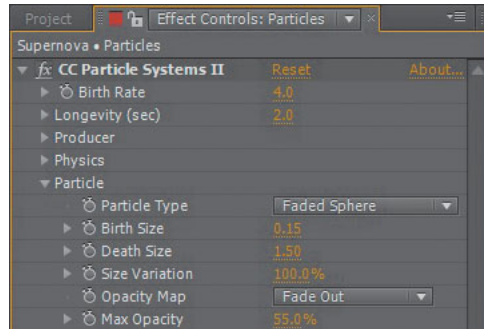 Project Effect Controls: Particles
Supernova • Particles
fx CC Particle Systems II Reset About...
Birth Rate 4.0
Longevity (sec) 2.0
Producer
Physics
Particle
Particle Type Faded Sphere
Birth Size 0.15
Death Size 1.50
Size Variation 100.0%
Opacity Map Fade Out
Max Opacity 55.0%